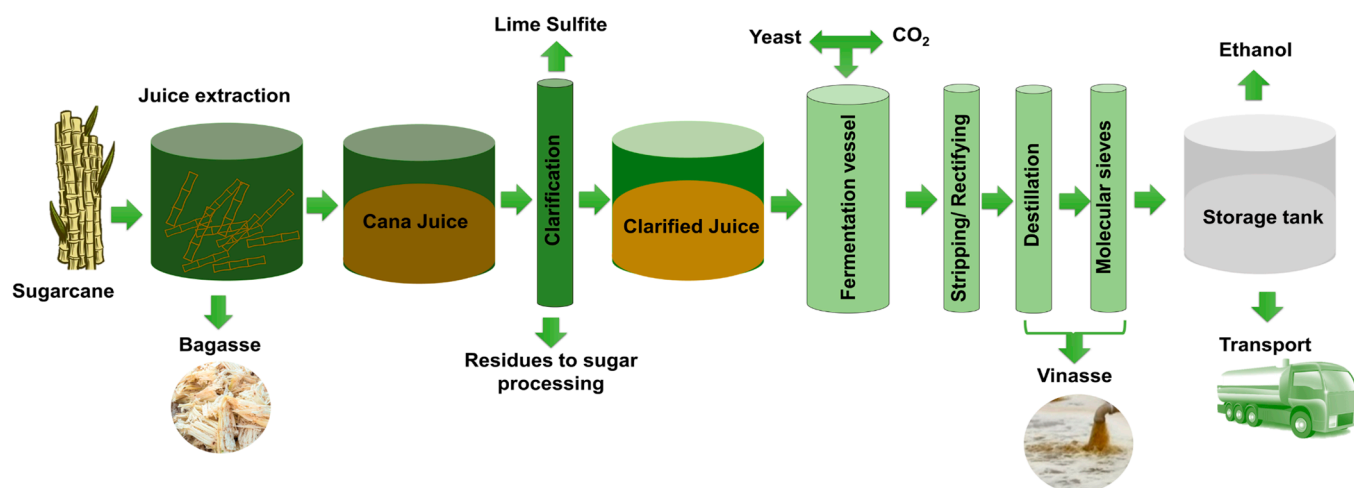 Sugarcane
Juice extraction
Bagasse
Cana Juice
Lime Sulfite
Clarification
Residues to sugar
processing
Clarified Juice
Yeast
CO₂
Fermentation vessel
Stripping/ Rectifying
Destillation
Molecular sieves
Vinasse
Ethanol
Storage tank
Transport